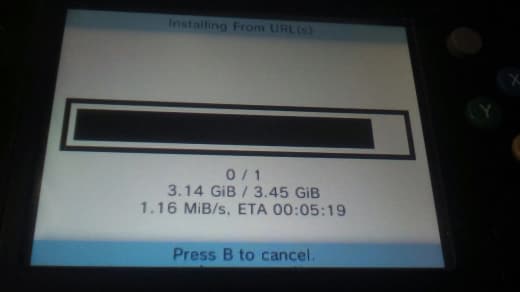 Installing From URL(s)
0 / 1
3.14 GiB / 3.45 GiB
1.16 MiB/s, ETA 00:05:19
Press B to cancel.
X
Y